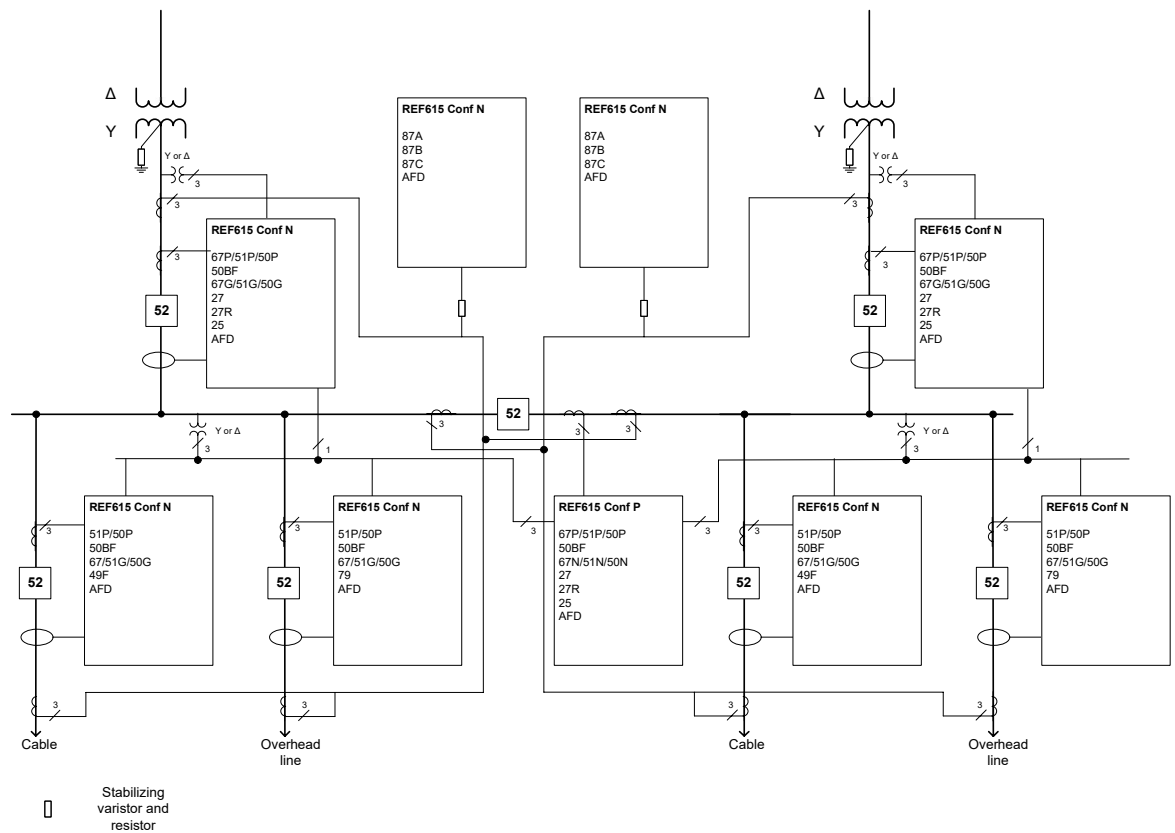 Δ
Y
Y or Δ
3
3
3
REF615 Conf N
67P/51P/50P
50BF
67G/51G/50G
27
27R
25
AFD
52
REF615 Conf N
87A
87B
87C
AFD
REF615 Conf N
87A
87B
87C
AFD
Δ
Y
Y or Δ
3
3
3
REF615 Conf N
67P/51P/50P
50BF
67G/51G/50G
27
27R
25
AFD
52
52
3
3
3
Y or Δ
3
1
Y or Δ
3
1
REF615 Conf N
51P/50P
50BF
67/51G/50G
49F
AFD
3
52
3
Cable
REF615 Conf N
51P/50P
50BF
67/51G/50G
79
AFD
3
52
3
Overhead
line
REF615 Conf P
67P/51P/50P
50BF
67N/51N/50N
27
27R
25
AFD
3
3
REF615 Conf N
51P/50P
50BF
67/51G/50G
49F
AFD
3
52
3
Cable
REF615 Conf N
51P/50P
50BF
67/51G/50G
79
AFD
3
52
3
Overhead
line
Stabilizing
varistor and
resistor